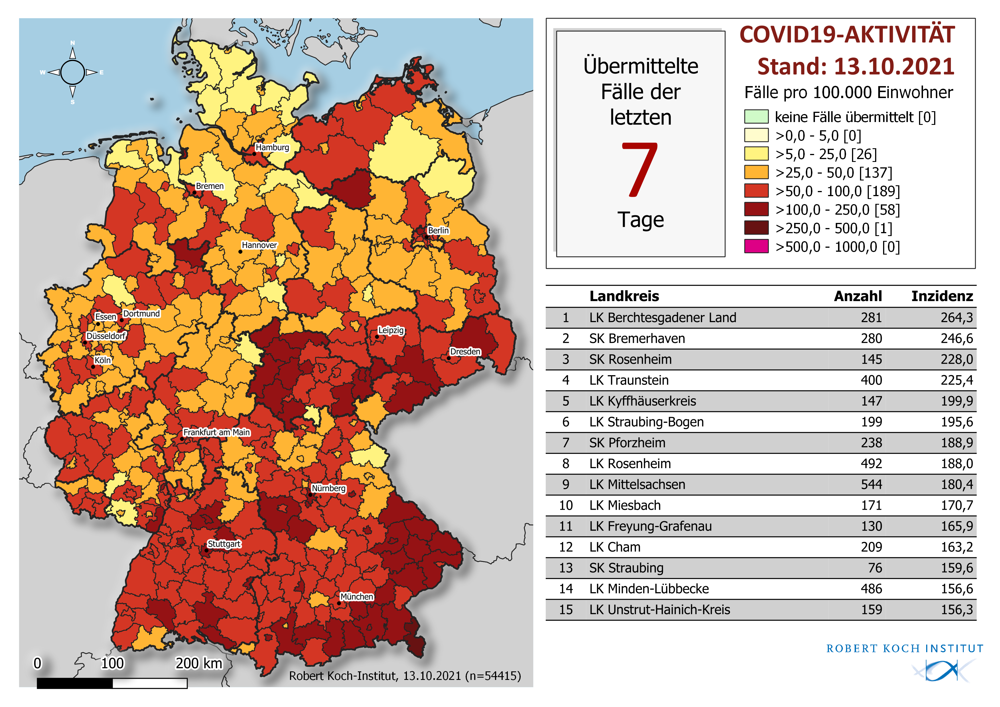 N
W
E
S
Hamburg
Bremen
Berlin
Hannover
Essen
Dortmund
Düsseldorf
Leipzig
Köln
Dresden
Frankfurt am Main
Nürnberg
Stuttgart
München
0 100 200 km
Robert Koch-Institut, 13.10.2021 (n=54415)
Übermittelte
Fälle der
letzten
7
Tage
COVID19-AKTIVITÄT
Stand: 13.10.2021
Fälle pro 100.000 Einwohner
keine Fälle übermittelt [0]
>0,0 - 5,0 [0]
>5,0 - 25,0 [26]
>25,0 - 50,0 [137]
>50,0 - 100,0 [189]
>100,0 - 250,0 [58]
>250,0 - 500,0 [1]
>500,0 - 1000,0 [0]
Landkreis Anzahl Inzidenz
1 LK Berchtesgadener Land 281 264,3
2 SK Bremerhaven 280 246,6
3 SK Rosenheim 145 228,0
4 LK Traunstein 400 225,4
5 LK Kyffhäuserkreis 147 199,9
6 LK Straubing-Bogen 199 195,6
7 SK Pforzheim 238 188,9
8 LK Rosenheim 492 188,0
9 LK Mittelsachsen 544 180,4
10 LK Miesbach 171 170,7
11 LK Freyung-Grafenau 130 165,9
12 LK Cham 209 163,2
13 SK Straubing 76 159,6
14 LK Minden-Lübbecke 486 156,6
15 LK Unstrut-Hainich-Kreis 159 156,3
ROBERT KOCH INSTITUT